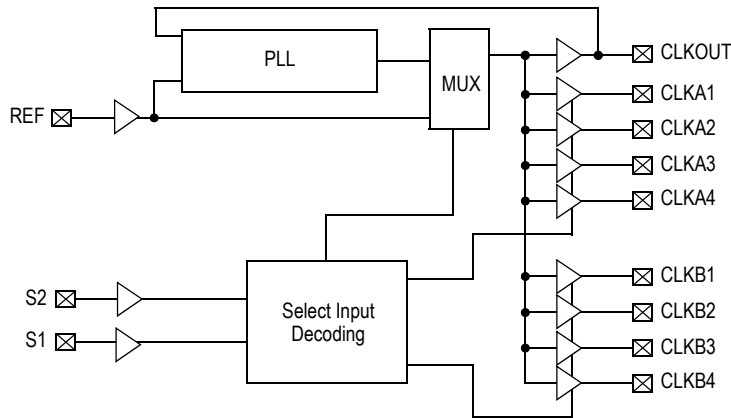 PLL
MUX
REF
CLKOUT
CLKA1
CLKA2
CLKA3
CLKA4
S2
S1
Select Input
Decoding
CLKB1
CLKB2
CLKB3
CLKB4